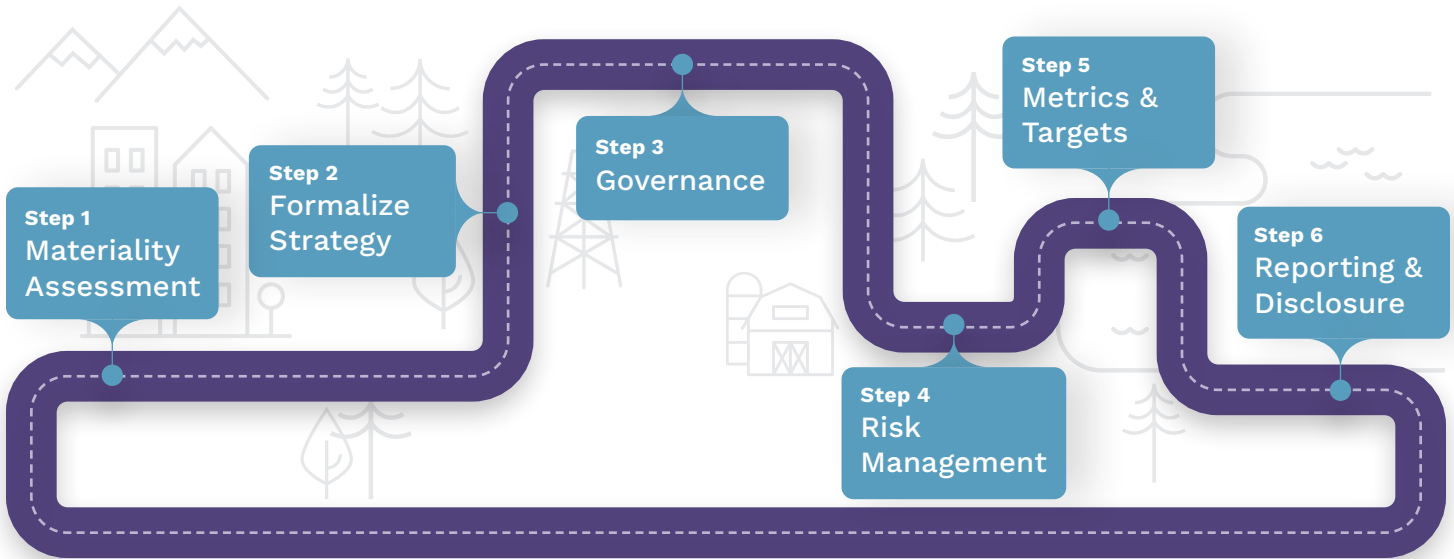 Step 1
Materiality
Assessment
Step 2
Formalize
Strategy
Step 3
Governance
Step 4
Risk
Management
Step 5
Metrics &
Targets
Step 6
Reporting &
Disclosure